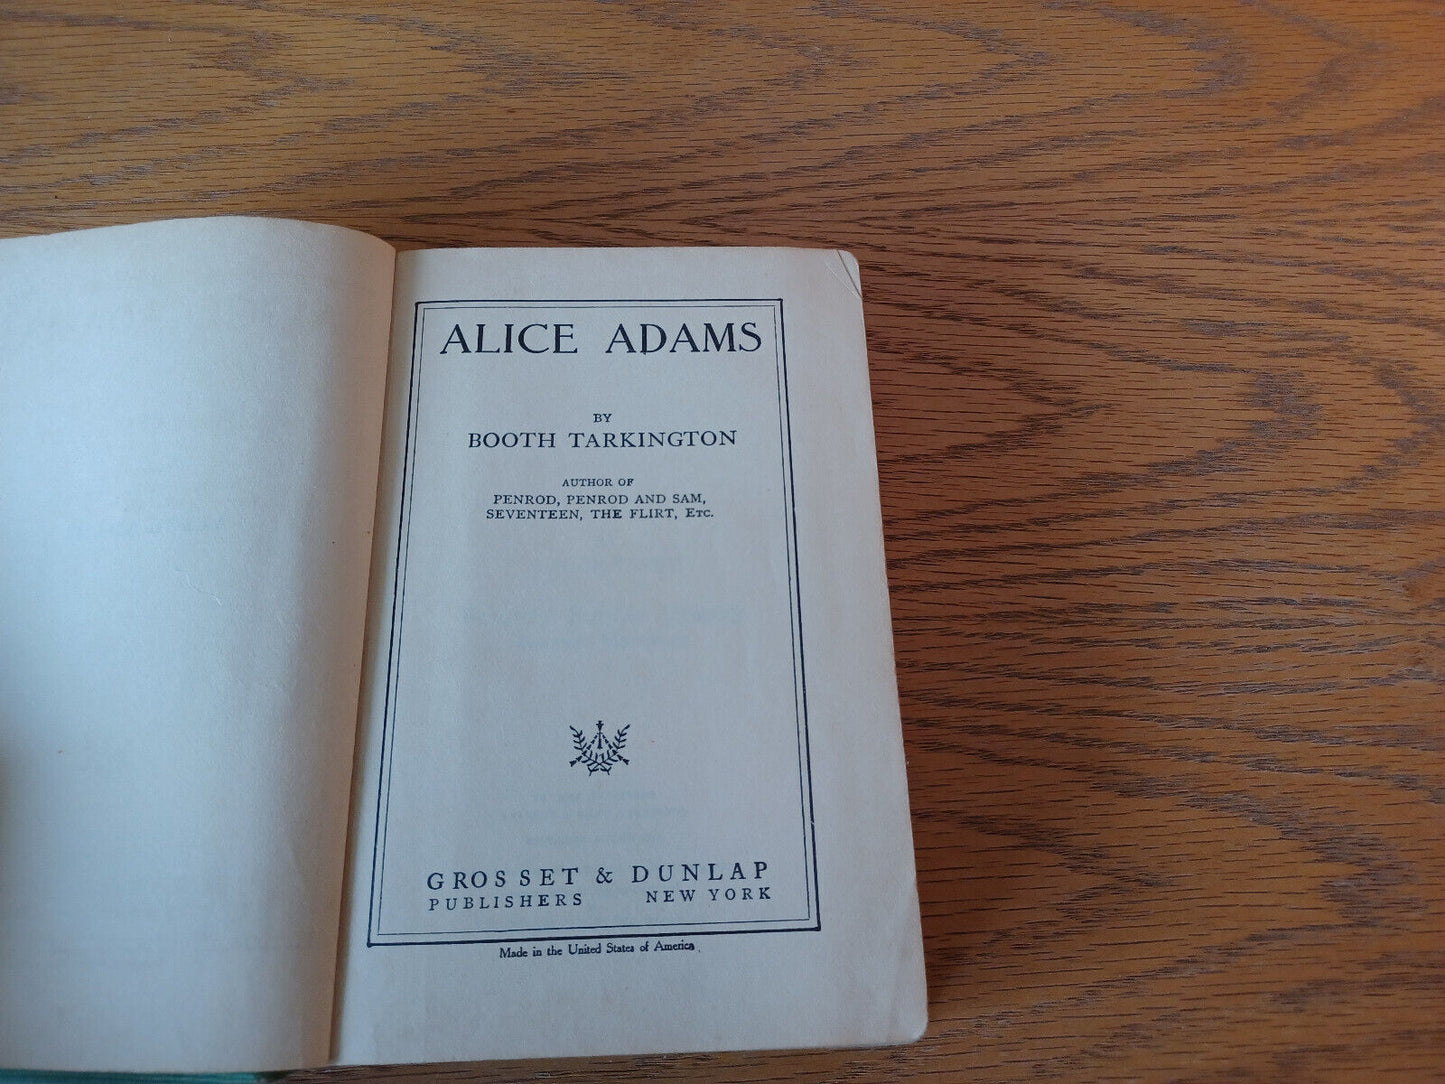 ALICE ADAMS
BY
BOOTH TARKINGTON
AUTHOR OF
PENROD, PENROD AND SAM,
SEVENTEEN, THE FLIRT, Etc.
GROSSET & DUNLAP
PUBLISHERS NEW YORK
Made in the United States of America